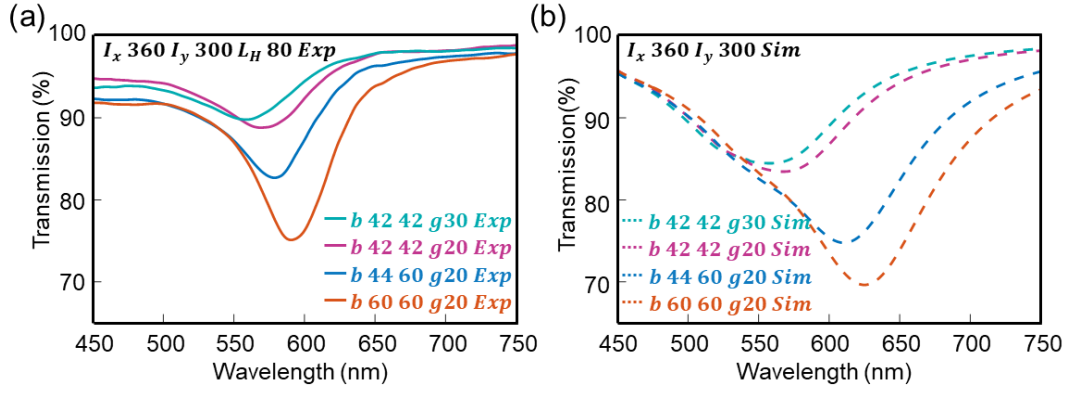 (a)
100
90
80
70
Transmission (%)
I_x 360 I_y 300 L_H 80 Exp
b 42 42 g30 Exp
b 42 42 g20 Exp
b 44 60 g20 Exp
b 60 60 g20 Exp
450 500 550 600 650 700 750
Wavelength (nm)
(b)
100
90
80
70
Transmission(%)
I_x 360 I_y 300 Sim
b 42 42 g30 Sim
b 42 42 g20 Sim
b 44 60 g20 Sim
b 60 60 g20 Sim
450 500 550 600 650 700 750
Wavelength (nm)